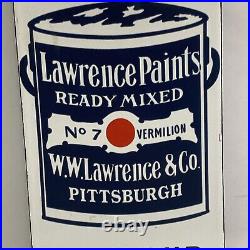 Lawrence Paints
READY MIXED
No 7 VERMILION
W.W. Lawrence & Co.
PITTSBURGH